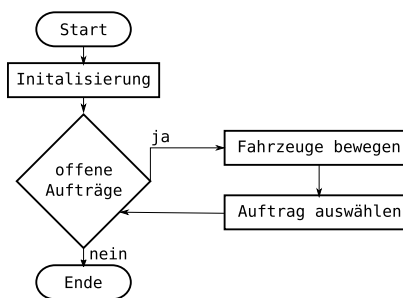 Start
Initalisierung
offene
Aufträge
ja
Fahrzeuge bewegen
Auftrag auswählen
nein
Ende